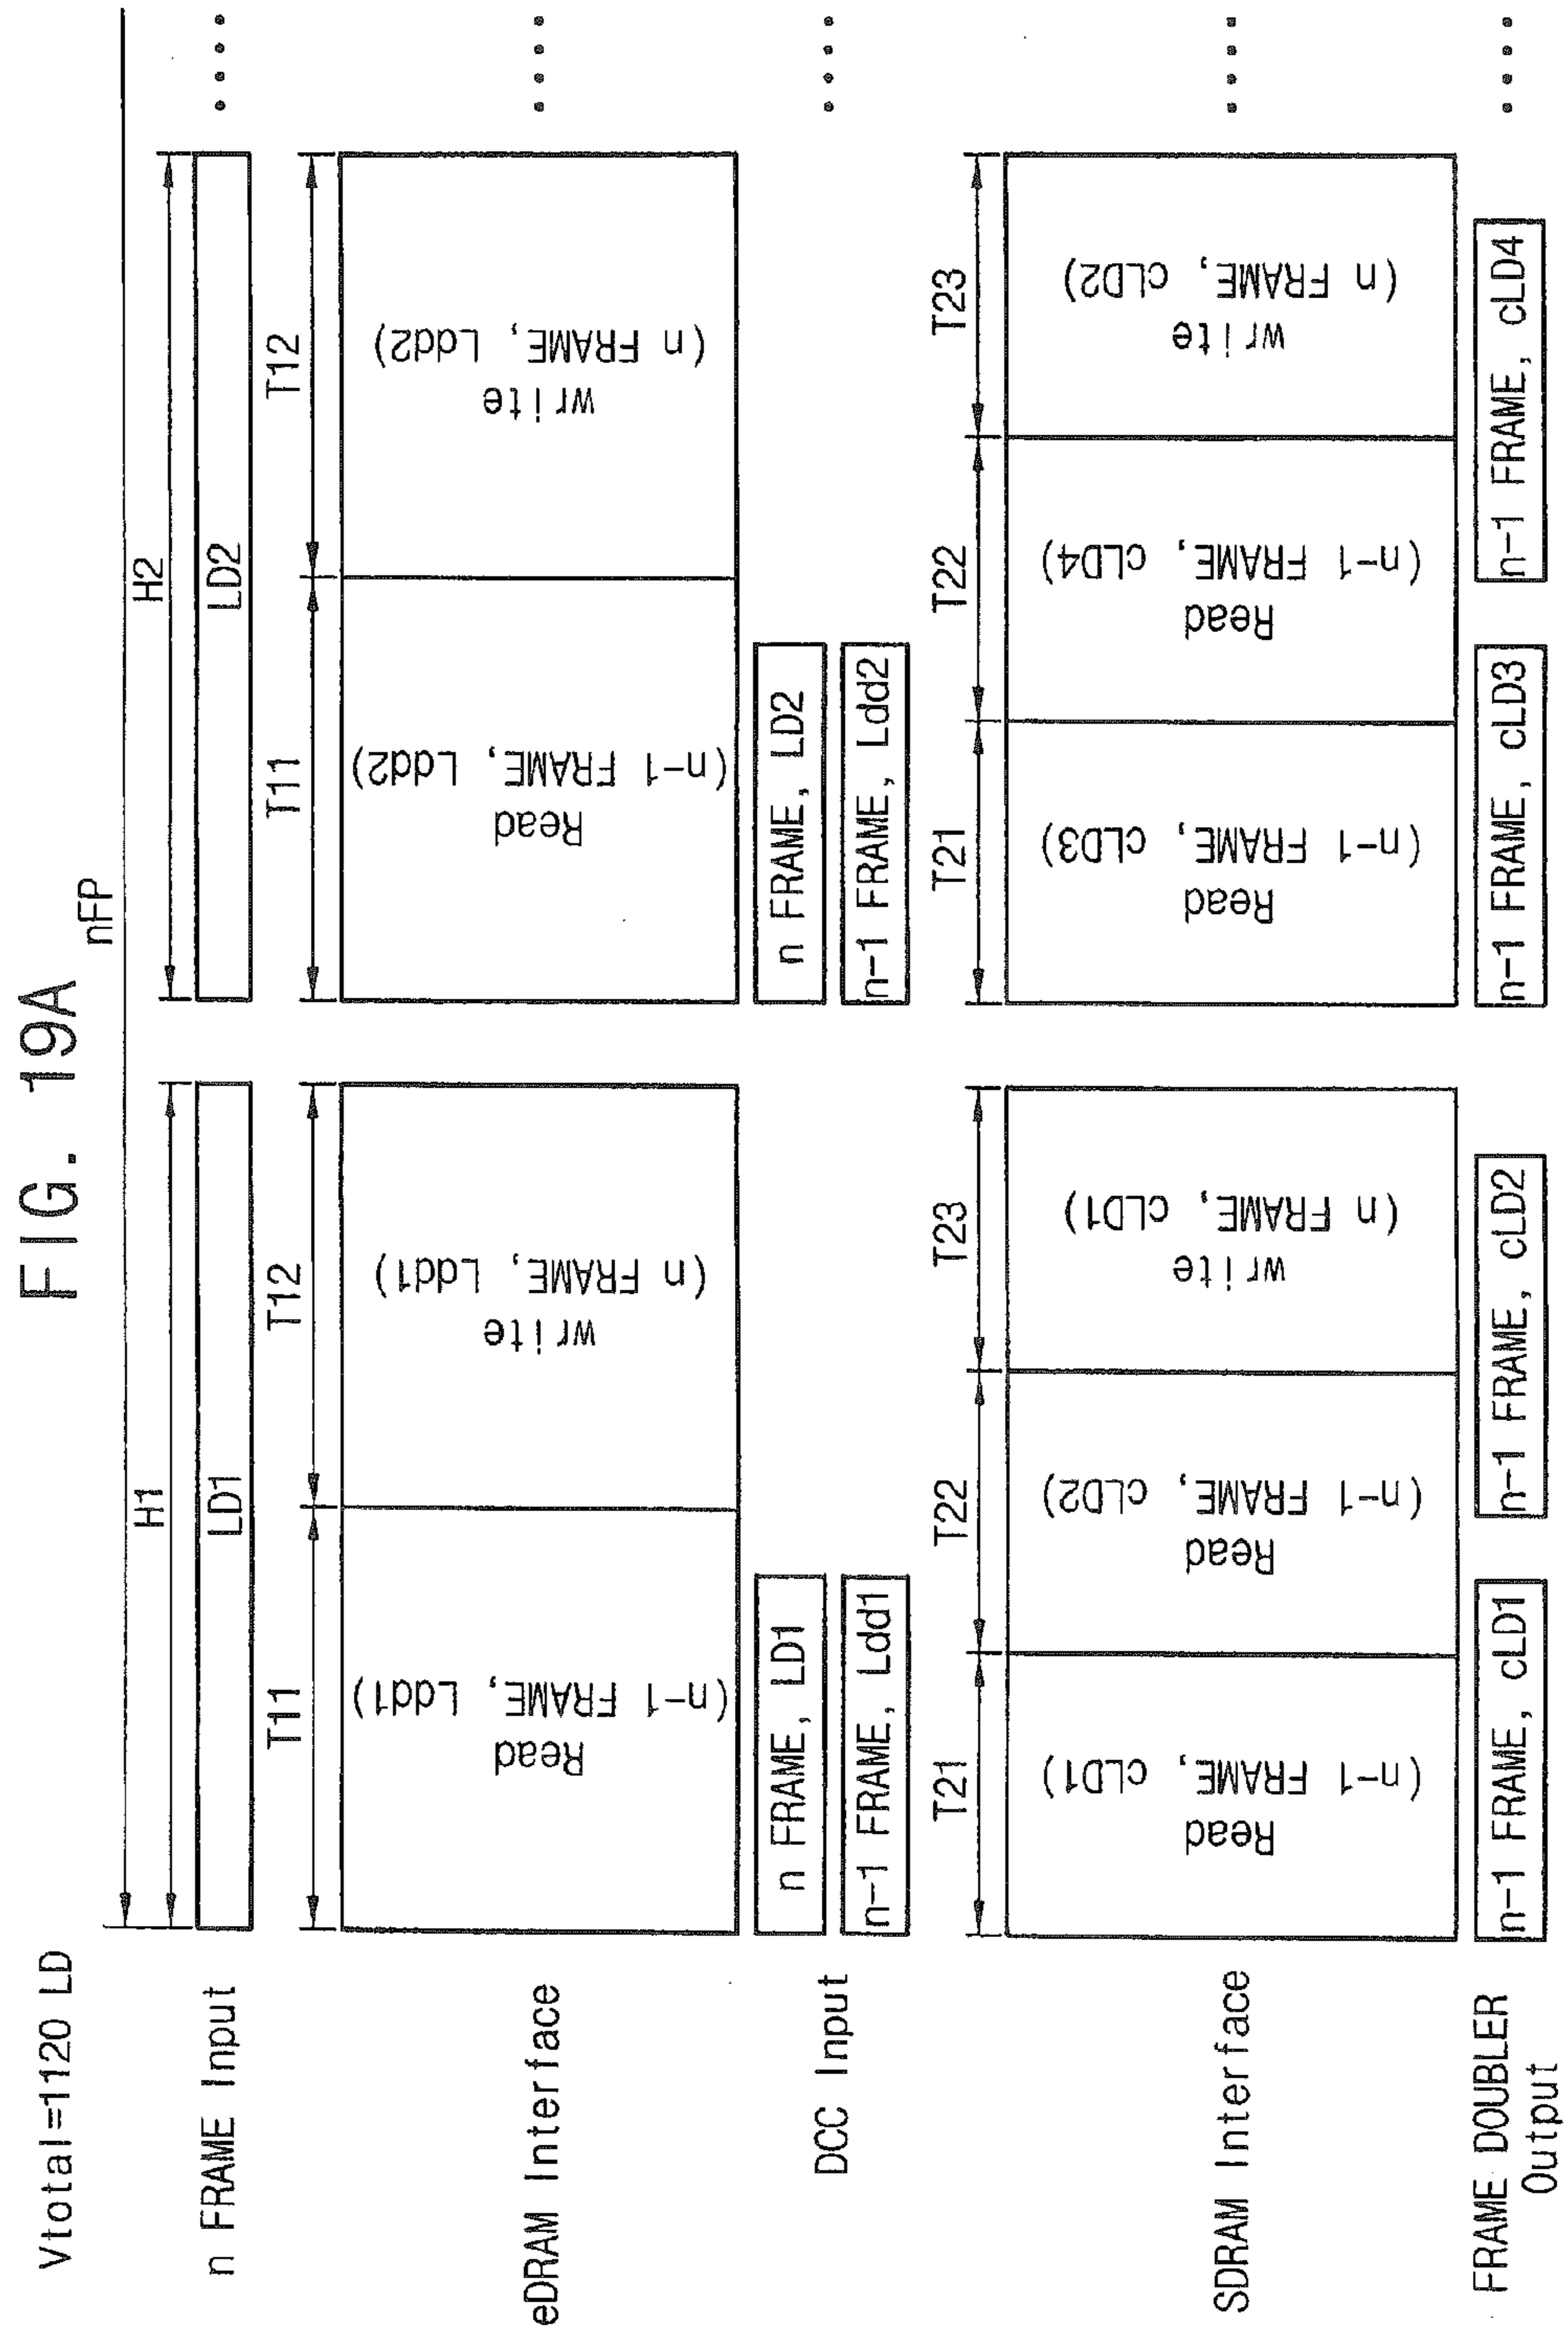 FIG. 19A
Vtotal=1120 LD
nFP
H1
H2
n FRAME Input
LD1
LD2
T11
T12
T11
T12
eDRAM Interface
Read
(n-1 FRAME, Ldd1)
write
(n FRAME, Ldd1)
Read
(n-1 FRAME, Ldd2)
write
(n FRAME, Ldd2)
DCC Input
n FRAME, LD1
n-1 FRAME, Ldd1
n FRAME, LD2
n-1 FRAME, Ldd2
T21
T22
T23
T21
T22
T23
SDRAM Interface
Read
(n-1 FRAME, cLD1)
Read
(n-1 FRAME, cLD2)
write
(n FRAME, cLD1)
Read
(n-1 FRAME, cLD3)
Read
(n-1 FRAME, cLD4)
write
(n FRAME, cLD2)
FRAME DOUBLER
Output
n-1 FRAME, cLD1
n-1 FRAME, cLD2
n-1 FRAME, cLD3
n-1 FRAME, cLD4